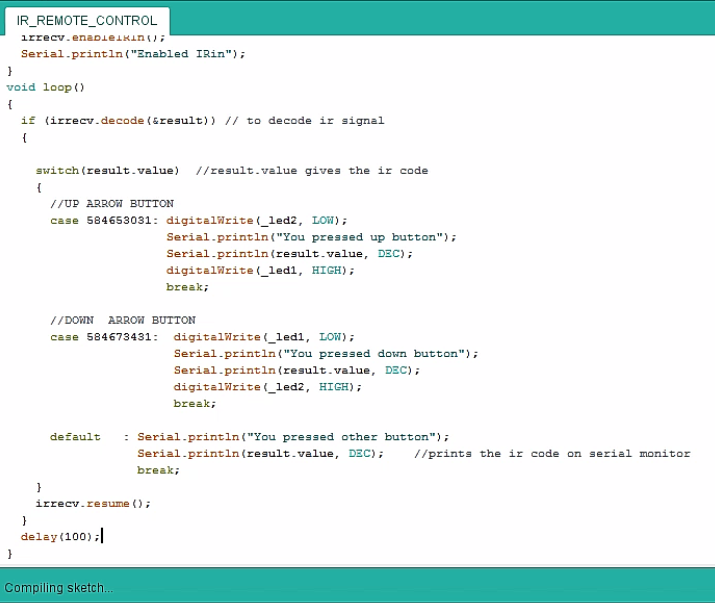 IR_REMOTE_CONTROL
irrecv.enableIRIn();
Serial.println("Enabled IRin");
}
void loop()
{
if (irrecv.decode(&result)) // to decode ir signal
{
switch(result.value)  //result.value gives the ir code
{
//UP ARROW BUTTON
case 584653031: digitalWrite(_led2, LOW);
Serial.println("You pressed up button");
Serial.println(result.value, DEC);
digitalWrite(_led1, HIGH);
break;
//DOWN  ARROW BUTTON
case 584673431:  digitalWrite(_led1, LOW);
Serial.println("You pressed down button");
Serial.println(result.value, DEC);
digitalWrite(_led2, HIGH);
break;
default   : Serial.println("You pressed other button");
Serial.println(result.value, DEC);    //prints the ir code on serial monitor
break;
}
irrecv.resume();
}
delay(100);
}
Compiling sketch...